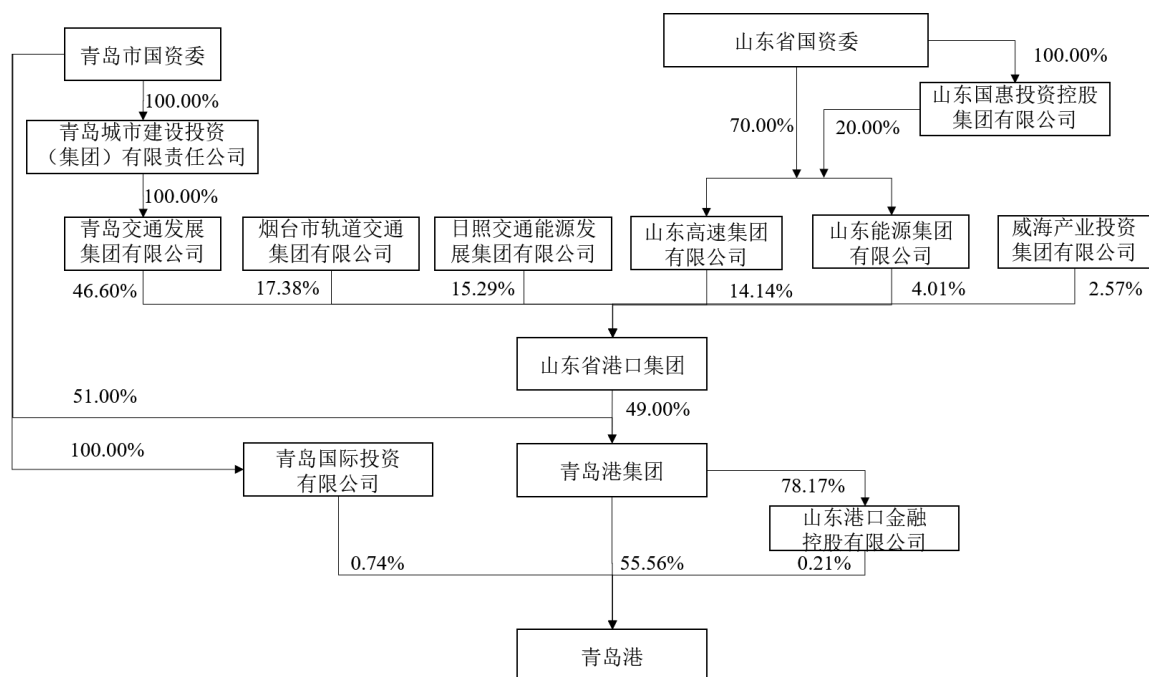 青岛市国资委
山东省国资委
100.00%
100.00%
山东国惠投资控股
集团有限公司
青岛城市建设投资
（集团）有限责任公司
70.00%
20.00%
100.00%
青岛交通发展
集团有限公司
烟台市轨道交通
集团有限公司
日照交通能源发
展集团有限公司
山东高速集团
有限公司
山东能源集团
有限公司
威海产业投资
集团有限公司
46.60%
17.38%
15.29%
14.14%
4.01%
2.57%
山东省港口集团
51.00%
49.00%
100.00%
青岛国际投资
有限公司
青岛港集团
78.17%
山东港口金融
控股有限公司
0.74%
55.56%
0.21%
青岛港